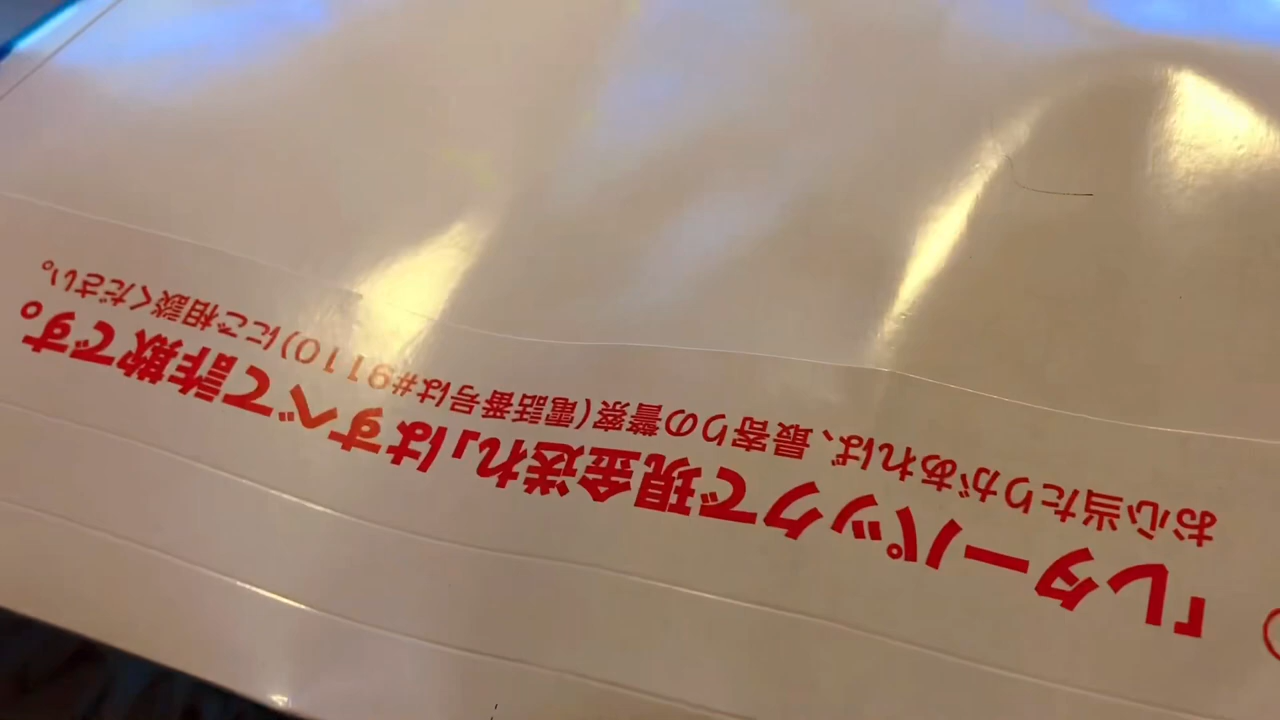 「レターパックで現金送れ」はすべて詐欺です。
お心当たりがあれば、最寄りの警察(電話番号は#9110)にご相談ください。